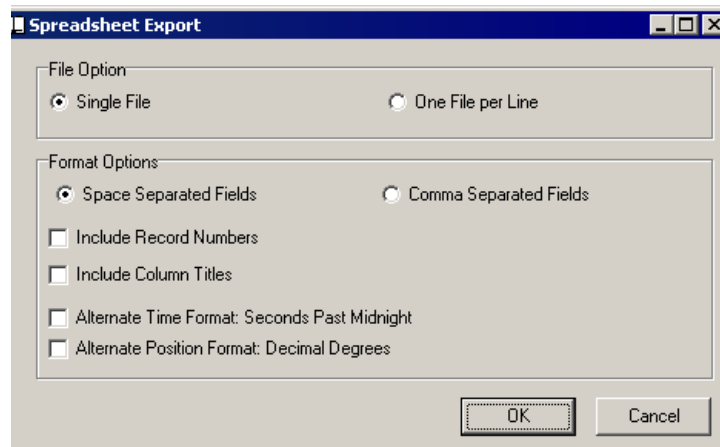 Spreadsheet Export
File Option
Single File
One File per Line
Format Options
Space Separated Fields
Comma Separated Fields
Include Record Numbers
Include Column Titles
Alternate Time Format: Seconds Past Midnight
Alternate Position Format: Decimal Degrees
OK
Cancel